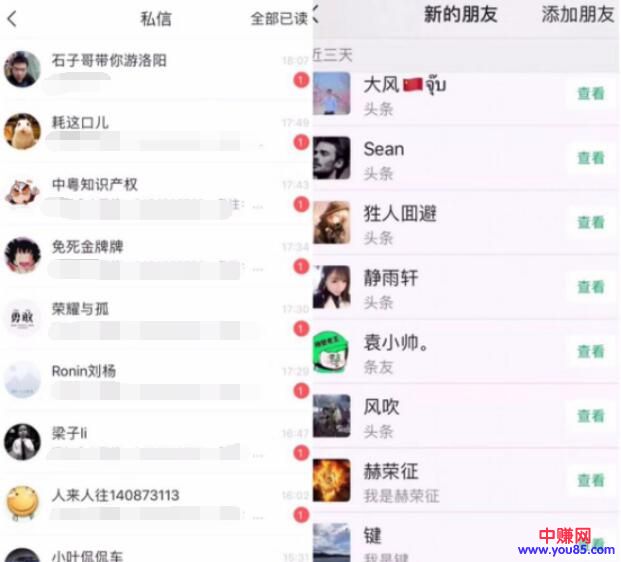 私信
全部已读
石子哥带你游洛阳
18:07
1
耗这口儿
17:49
1
中粤知识产权
17:43
1
免死金牌牌
17:34
1
荣耀与孤
17:30
1
勇敢
Ronin刘杨
17:29
1
梁子li
16:47
1
人来人往140873113
16:02
1
小叶侃侃车
15:31
新的朋友
添加朋友
近三天
大风🇨🇳จุ๊บ
头条
查看
Sean
头条
查看
狌人囬避
头条
查看
静雨轩
头条
查看
袁小帅。
条友
查看
风吹
头条
查看
赫荣征
我是赫荣征
查看
键
我是键
中赚网
www.you85.com